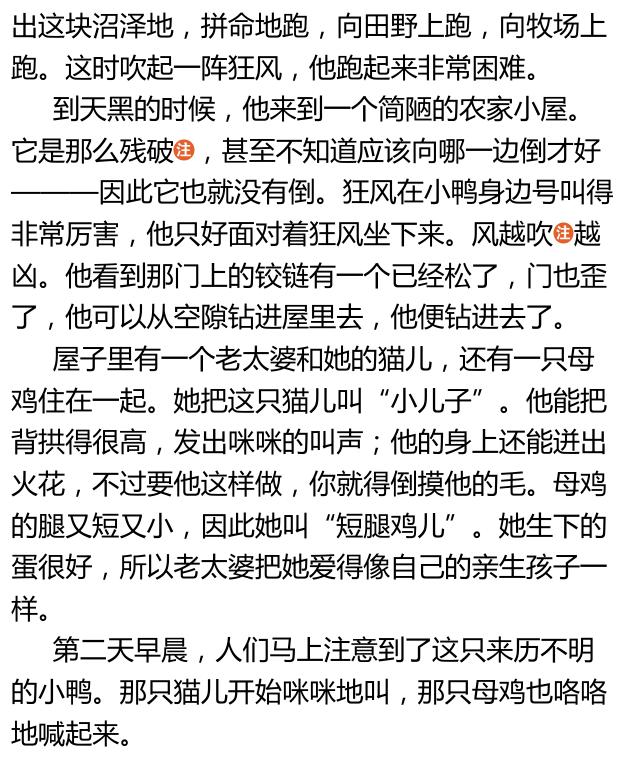 出这块沼泽地，拼命地跑，向田野上跑，向牧场上
跑。这时吹起一阵狂风，他跑起来非常困难。
到天黑的时候，他来到一个简陋的农家小屋。
它是那么残破注，甚至不知道应该向哪一边倒才好
———因此它也就没有倒。狂风在小鸭身边号叫得
非常厉害，他只好面对着狂风坐下来。风越吹注越
凶。他看到那门上的铰链有一个已经松了，门也歪
了，他可以从空隙钻进屋里去，他便钻进去了。
屋子里有一个老太婆和她的猫儿，还有一只母
鸡住在一起。她把这只猫儿叫“小儿子”。他能把
背拱得很高，发出咪咪的叫声；他的身上还能迸出
火花，不过要他这样做，你就得倒摸他的毛。母鸡
的腿又短又小，因此她叫“短腿鸡儿”。她生下的
蛋很好，所以老太婆把她爱得像自己的亲生孩子一
样。
第二天早晨，人们马上注意到了这只来历不明
的小鸭。那只猫儿开始咪咪地叫，那只母鸡也咯咯
地喊起来。